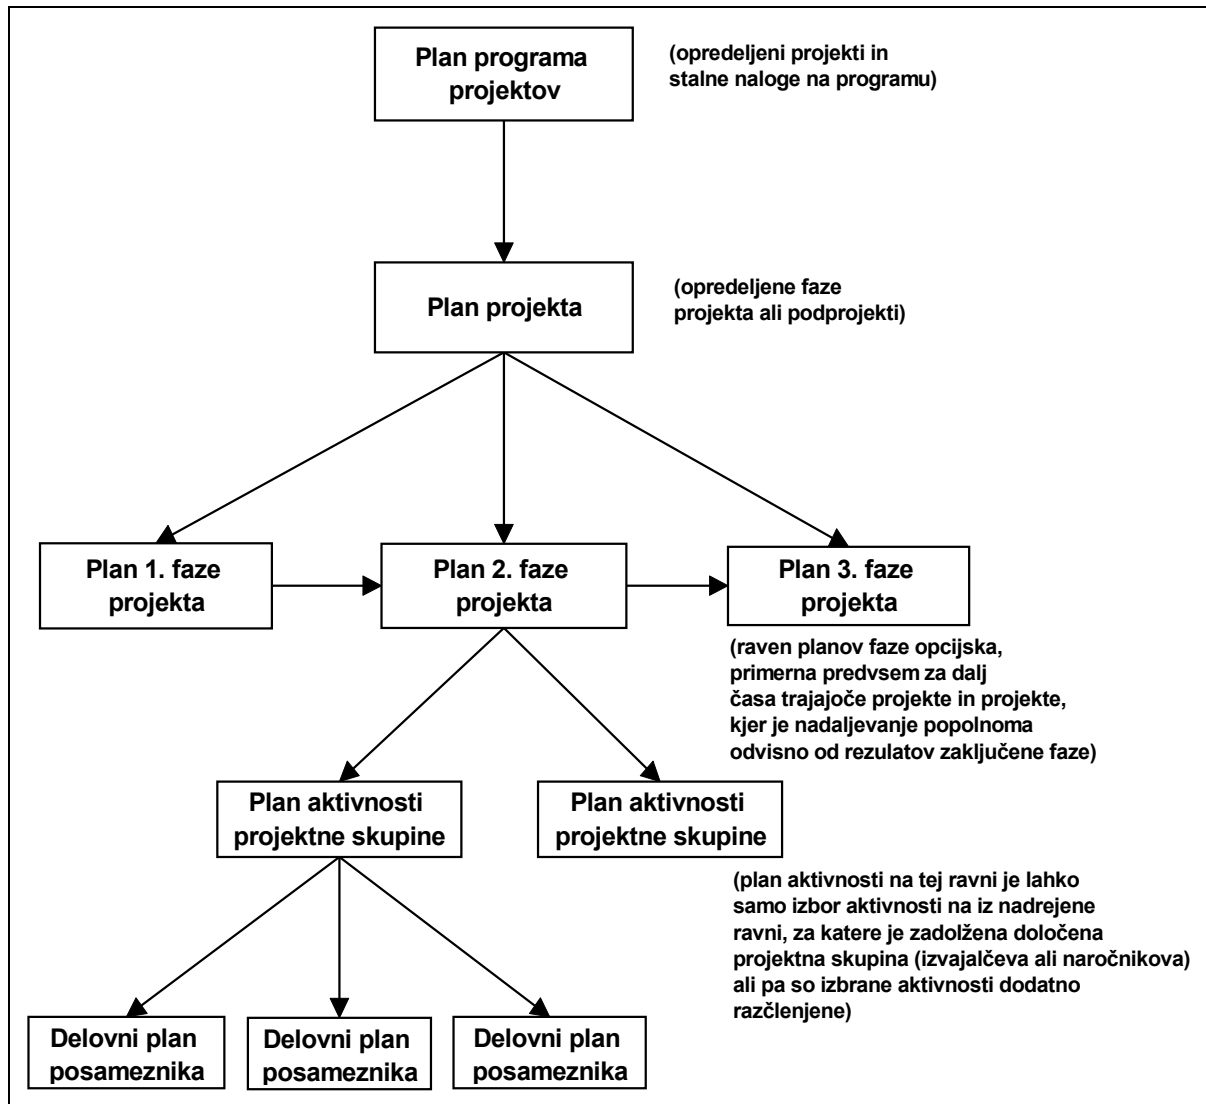 Plan programa
projektov
(opredeljeni projekti in
stalne naloge na programu)
Plan projekta
(opredeljene faze
projekta ali podprojekti)
Plan 1. faze
projekta
Plan 2. faze
projekta
Plan 3. faze
projekta
(raven planov faze opcijska,
primerna predvsem za dalj
časa trajajoče projekte in projekte,
kjer je nadaljevanje popolnoma
odvisno od rezulatov zaključene faze)
Plan aktivnosti
projektne skupine
Plan aktivnosti
projektne skupine
(plan aktivnosti na tej ravni je lahko
samo izbor aktivnosti na iz nadrejene
ravni, za katere je zadolžena določena
projektna skupina (izvajalčeva ali naročnikova)
ali pa so izbrane aktivnosti dodatno
razčlenjene)
Delovni plan
posameznika
Delovni plan
posameznika
Delovni plan
posameznika